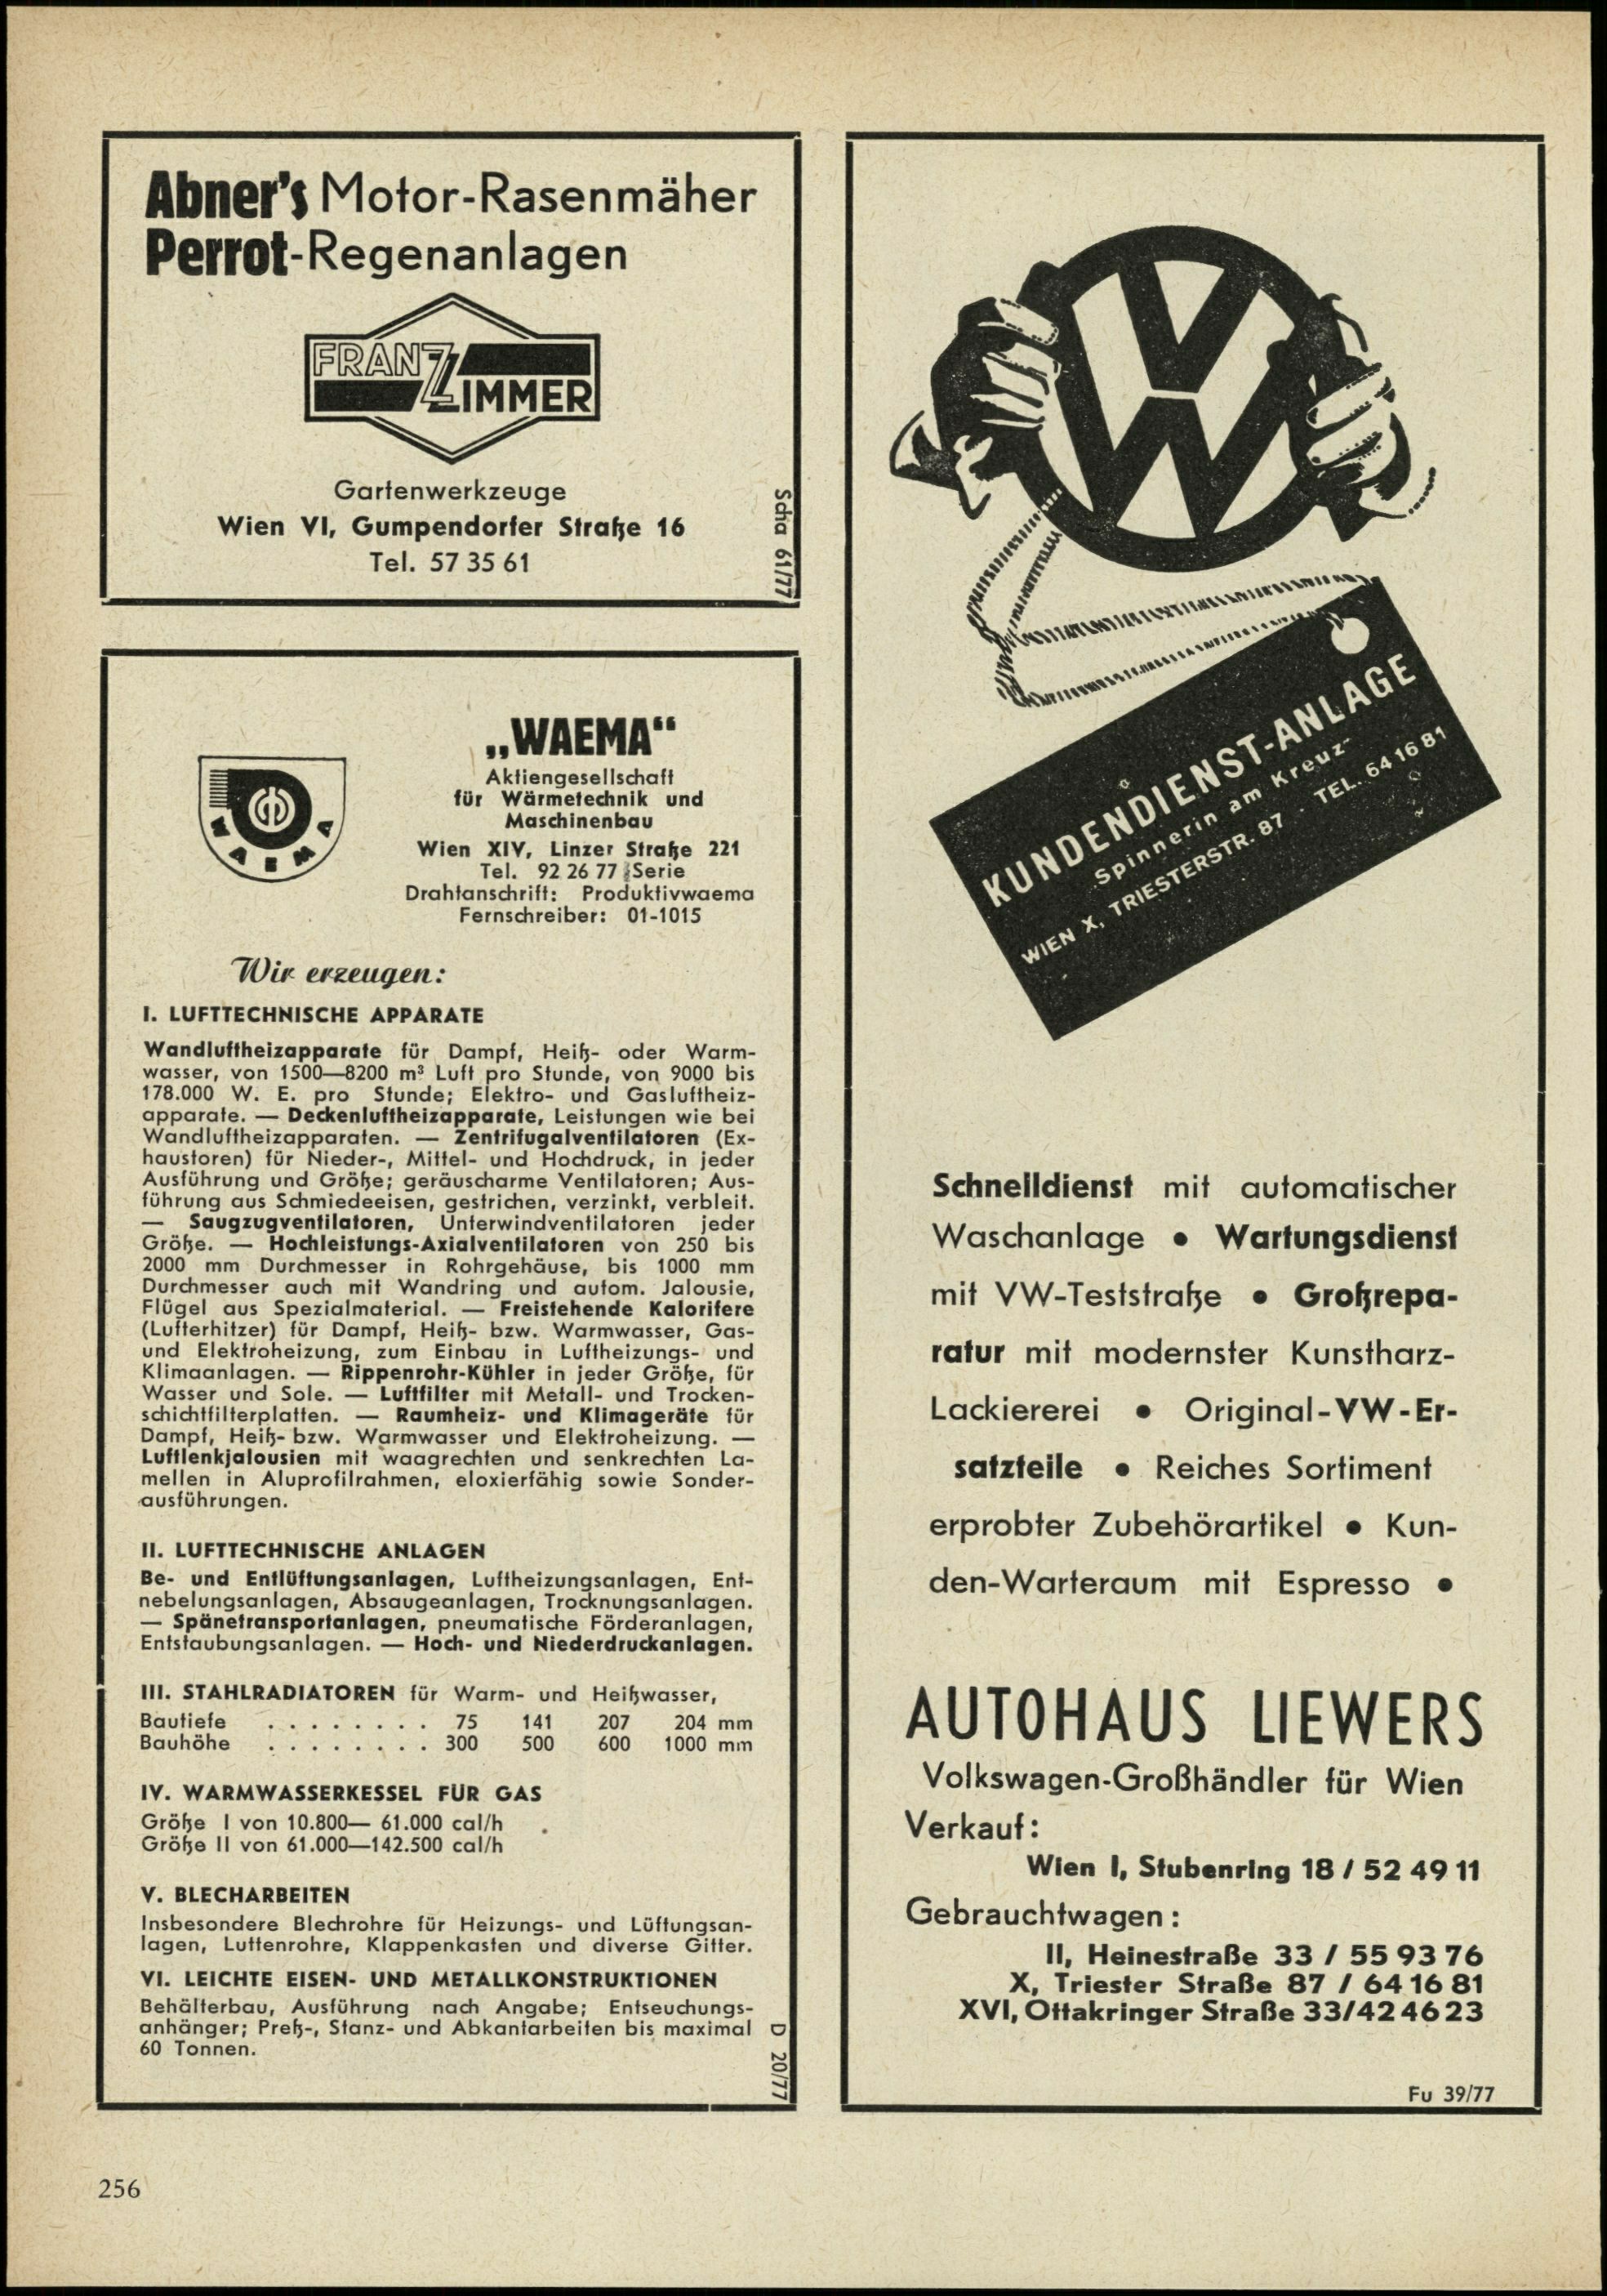 Abner's Motor-Rasenmäher
Perrot-Regenanlagen
FRANZ
ZIMMER
Gartenwerkzeuge
Wien VI, Gumpendorfer Straße 16
Tel. 57 35 61
Scha 61/77
„WAEMA“
WAEMA
Aktiengesellschaft
für Wärmetechnik und
Maschinenbau
Wien XIV, Linzer Straße 221
Tel. 92 26 77 Serie
Drahtanschrift: Produktivwaema
Fernschreiber: 01-1015
Wir erzeugen:
I. LUFTTECHNISCHE APPARATE
Wandluftheizapparate für Dampf, Heiß- oder Warm-
wasser, von 1500—8200 m³ Luft pro Stunde, von 9000 bis
178.000 W. E. pro Stunde; Elektro- und Gasluftheiz-
apparate. — Deckenluftheizapparate, Leistungen wie bei
Wandluftheizapparaten. — Zentrifugalventilatoren (Ex-
haustoren) für Nieder-, Mittel- und Hochdruck, in jeder
Ausführung und Größe; geräuscharme Ventilatoren; Aus-
führung aus Schmiedeeisen, gestrichen, verzinkt, verbleit.
— Saugzugventilatoren, Unterwindventilatoren jeder
Größe. — Hochleistungs-Axialventilatoren von 250 bis
2000 mm Durchmesser in Rohrgehäuse, bis 1000 mm
Durchmesser auch mit Wandring und autom. Jalousie,
Flügel aus Spezialmaterial. — Freistehende Kalorifere
(Lufterhitzer) für Dampf, Heiß- bzw. Warmwasser, Gas-
und Elektroheizung, zum Einbau in Luftheizungs- und
Klimaanlagen. — Rippenrohr-Kühler in jeder Größe, für
Wasser und Sole. — Luftfilter mit Metall- und Trocken-
schichtfilterplatten. — Raumheiz- und Klimageräte für
Dampf, Heiß- bzw. Warmwasser und Elektroheizung. —
Luftlenkjalousien mit waagrechten und senkrechten La-
mellen in Aluprofilrahmen, eloxierfähig sowie Sonder-
ausführungen.
II. LUFTTECHNISCHE ANLAGEN
Be- und Entlüftungsanlagen, Luftheizungsanlagen, Ent-
nebelungsanlagen, Absaugeanlagen, Trocknungsanlagen.
— Spänetransportanlagen, pneumatische Förderanlagen,
Entstaubungsanlagen. — Hoch- und Niederdruckanlagen.
III. STAHLRADIATOREN für Warm- und Heißwasser,
Bautiefe . . . . . . . . 75 141 207 204 mm
Bauhöhe . . . . . . . . 300 500 600 1000 mm
IV. WARMWASSERKESSEL FÜR GAS
Größe I von 10.800— 61.000 cal/h
Größe II von 61.000—142.500 cal/h
V. BLECHARBEITEN
Insbesondere Blechrohre für Heizungs- und Lüftungsan-
lagen, Luttenrohre, Klappenkasten und diverse Gitter.
VI. LEICHTE EISEN- UND METALLKONSTRUKTIONEN
Behälterbau, Ausführung nach Angabe; Entseuchungs-
anhänger; Preß-, Stanz- und Abkantarbeiten bis maximal
60 Tonnen.
D 20/77
VW
KUNDENDIENST-ANLAGE
„Spinnerin am Kreuz“
WIEN X, TRIESTERSTR. 87 · TEL. 64 16 81
Schnelldienst mit automatischer
Waschanlage ● Wartungsdienst
mit VW-Teststraße ● Großrepa-
ratur mit modernster Kunstharz-
Lackiererei ● Original-VW-Er-
satzteile ● Reiches Sortiment
erprobter Zubehörartikel ● Kun-
den-Warteraum mit Espresso ●
AUTOHAUS LIEWERS
Volkswagen-Großhändler für Wien
Verkauf:
Wien I, Stubenring 18 / 52 49 11
Gebrauchtwagen:
II, Heinestraße 33 / 55 93 76
X, Triester Straße 87 / 64 16 81
XVI, Ottakringer Straße 33/42 46 23
Fu 39/77
256